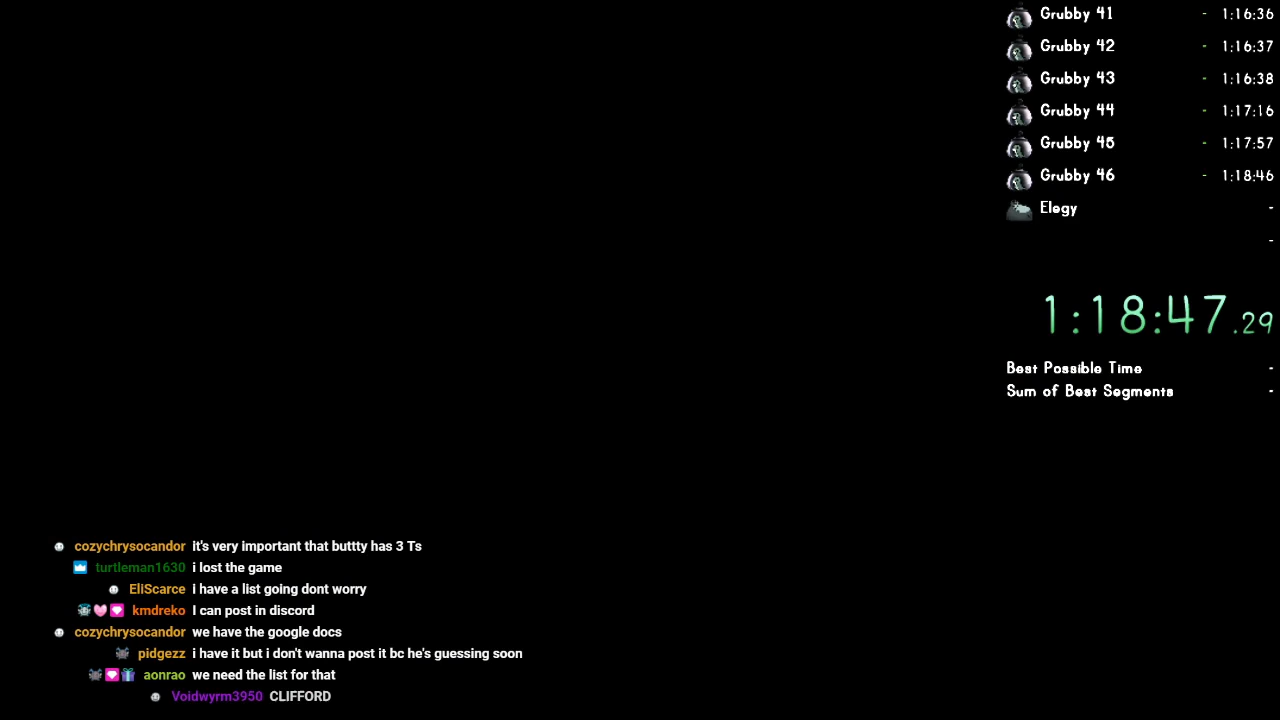 Grubby 41 - 1:16:36
Grubby 42 - 1:16:37
Grubby 43 - 1:16:38
Grubby 44 - 1:17:16
Grubby 45 - 1:17:57
Grubby 46 - 1:18:46
Elegy -
-
1:18:47.29
Best Possible Time -
Sum of Best Segments -
cozychrysocandor it's very important that buttty has 3 Ts
turtleman1630 i lost the game
EliScarce i have a list going dont worry
kmdreko I can post in discord
cozychrysocandor we have the google docs
pidgezz i have it but i don't wanna post it bc he's guessing soon
aonrao we need the list for that
Voidwyrm3950 CLIFFORD